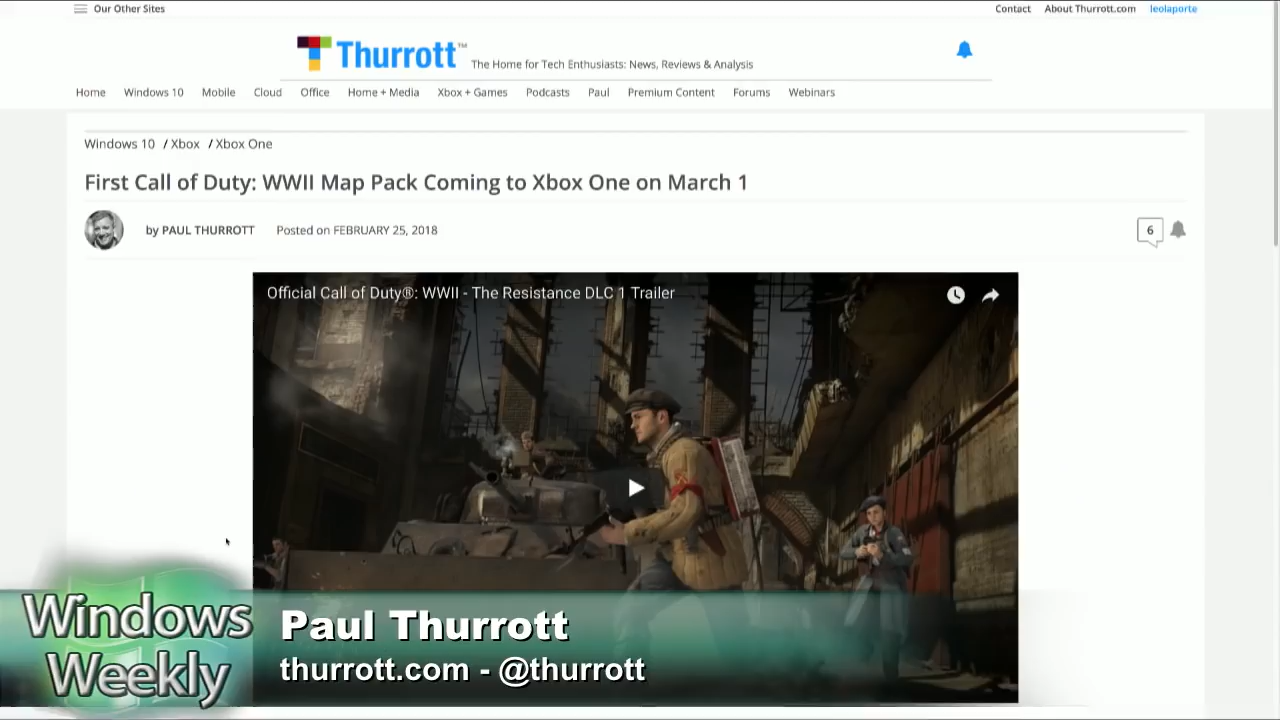 Our Other Sites
Contact About Thurrott.com leolaporte
Thurrott™ The Home for Tech Enthusiasts: News, Reviews & Analysis
Home Windows 10 Mobile Cloud Office Home + Media Xbox + Games Podcasts Paul Premium Content Forums Webinars
Windows 10 / Xbox / Xbox One
First Call of Duty: WWII Map Pack Coming to Xbox One on March 1
by PAUL THURROTT Posted on FEBRUARY 25, 2018 6
Official Call of Duty®: WWII - The Resistance DLC 1 Trailer
Windows Weekly
Paul Thurrott
thurrott.com - @thurrott